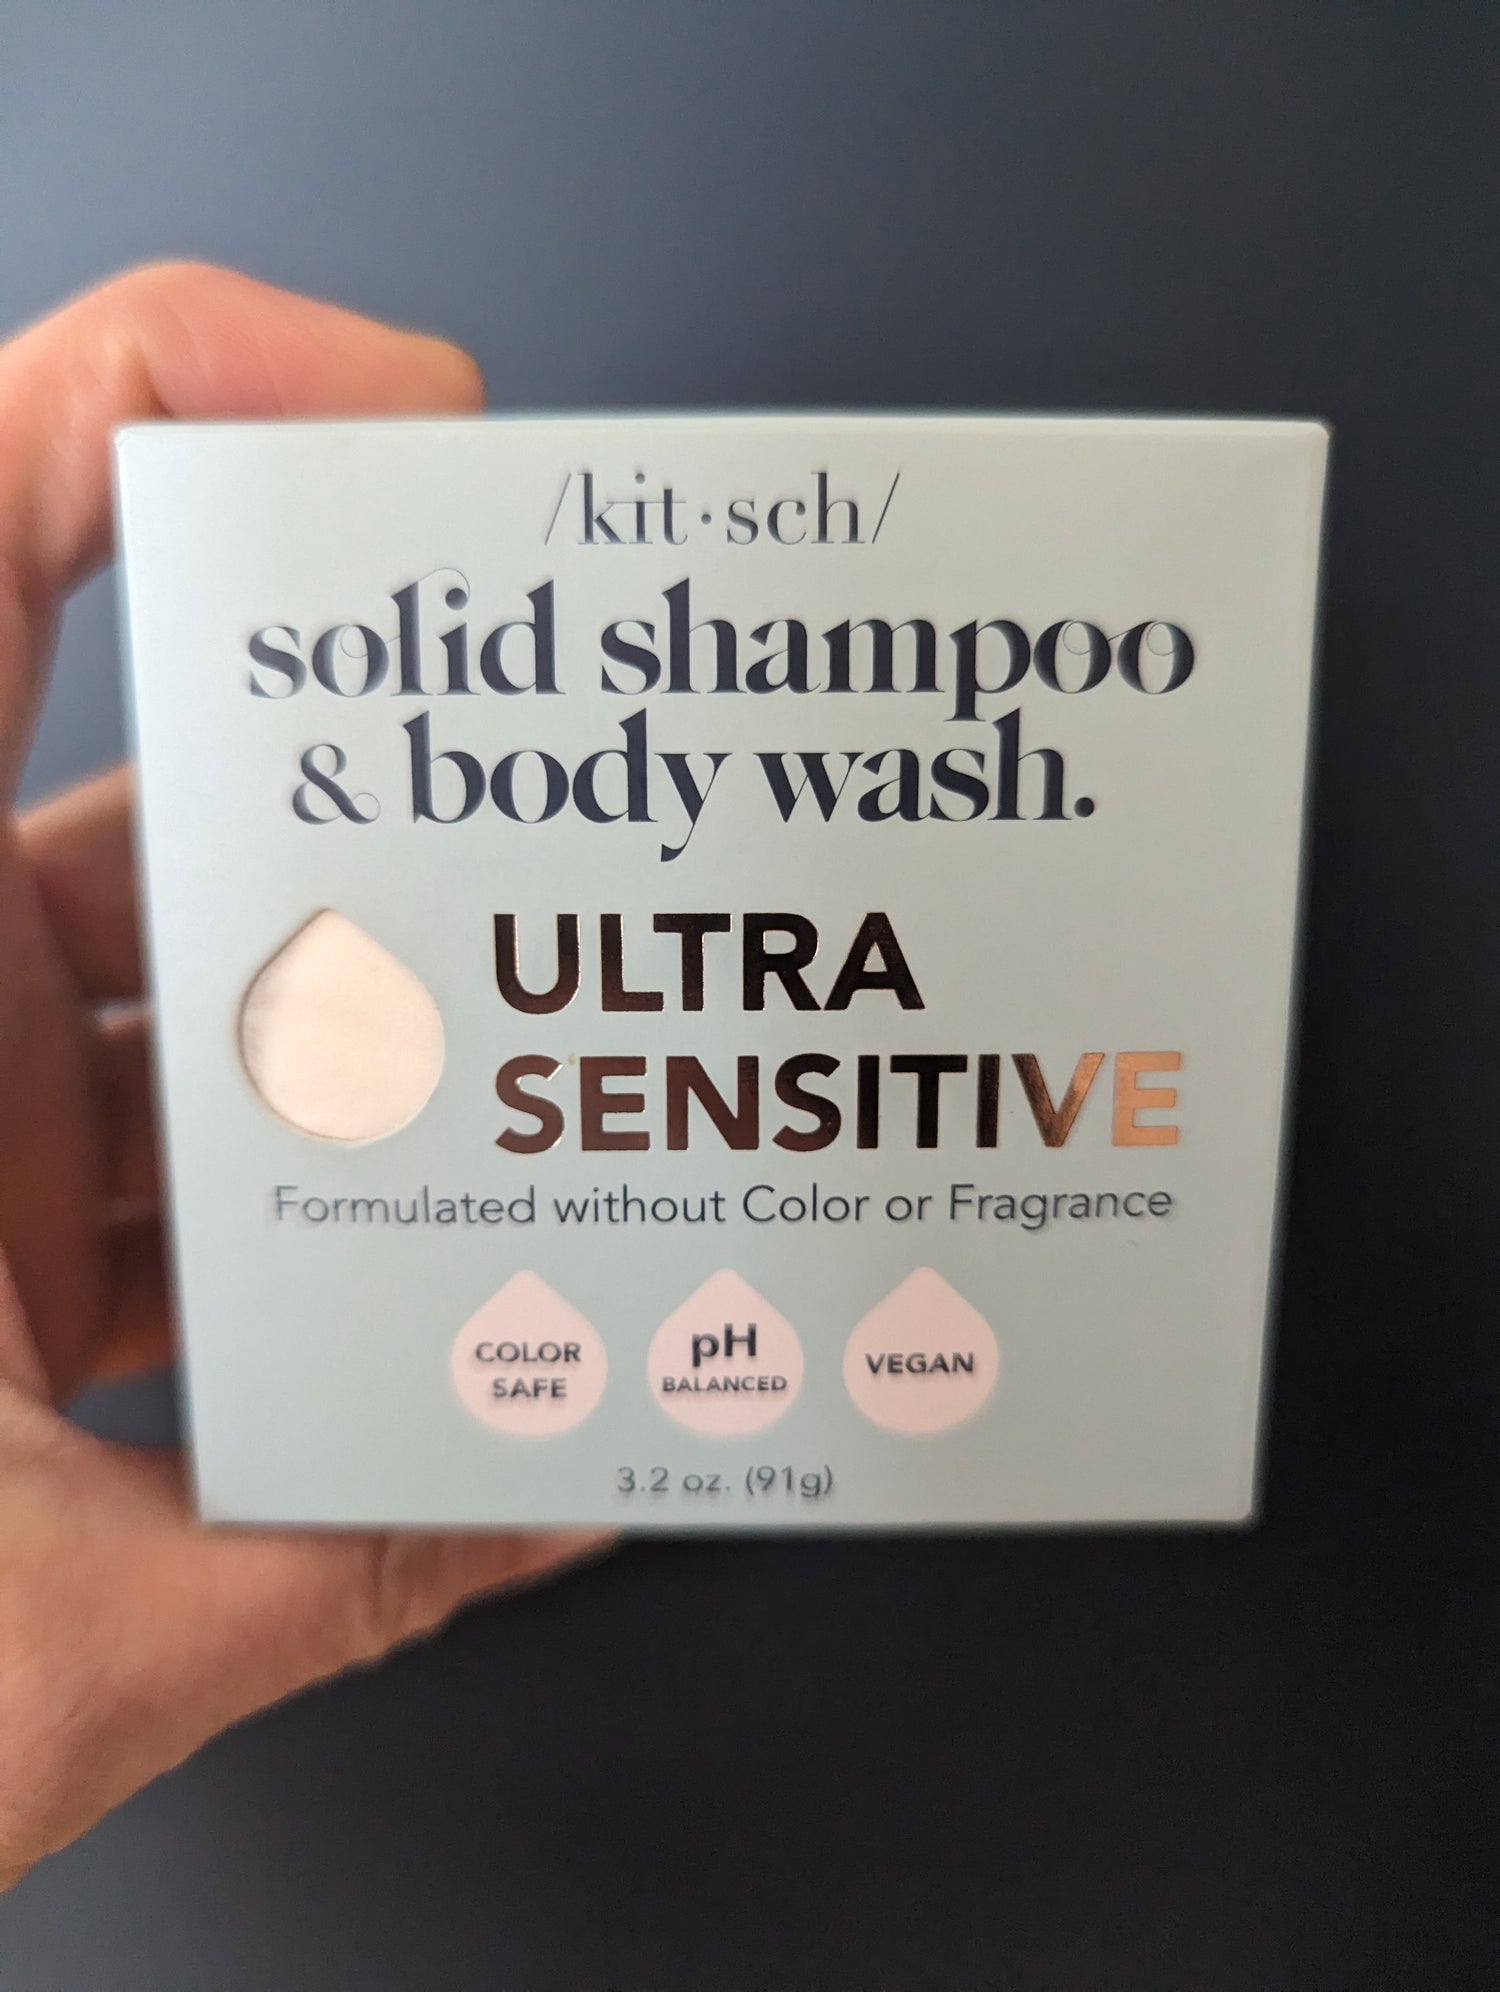 /kit·sch/
solid shampoo
& body wash.
ULTRA
SENSITIVE
Formulated without Color or Fragrance
COLOR
SAFE
pH
BALANCED
VEGAN
3.2 oz. (91g)